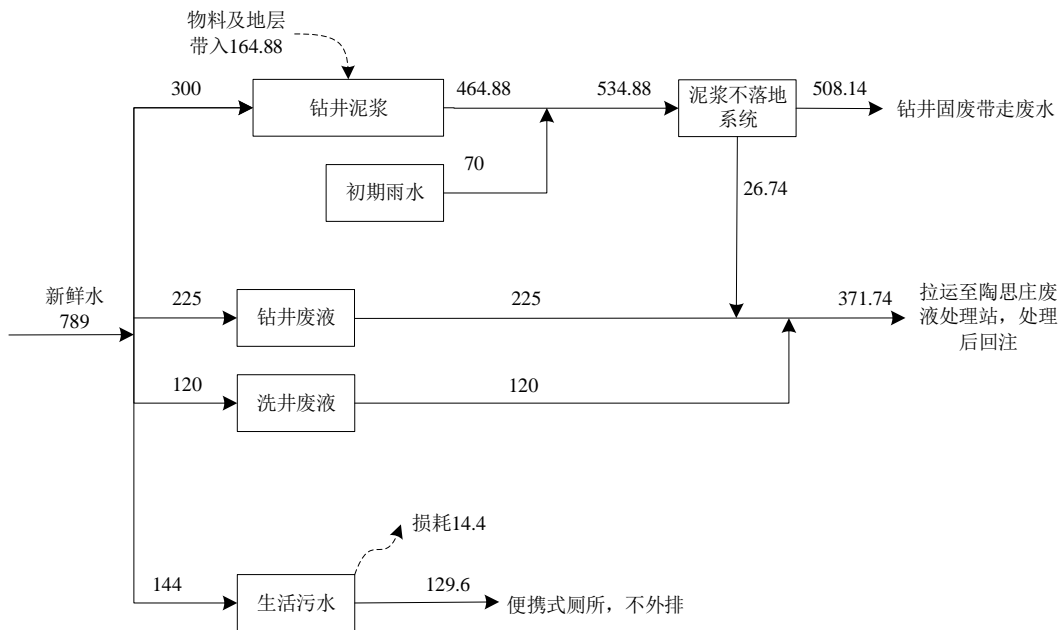 物料及地层
带入164.88
300
钻井泥浆
464.88
534.88
泥浆不落地
系统
508.14
钻井固废带走废水
初期雨水
70
26.74
新鲜水
789
225
钻井废液
225
371.74
拉运至陶思庄废
液处理站，处理
后回注
120
洗井废液
120
损耗14.4
144
生活污水
129.6
便携式厕所，不外排